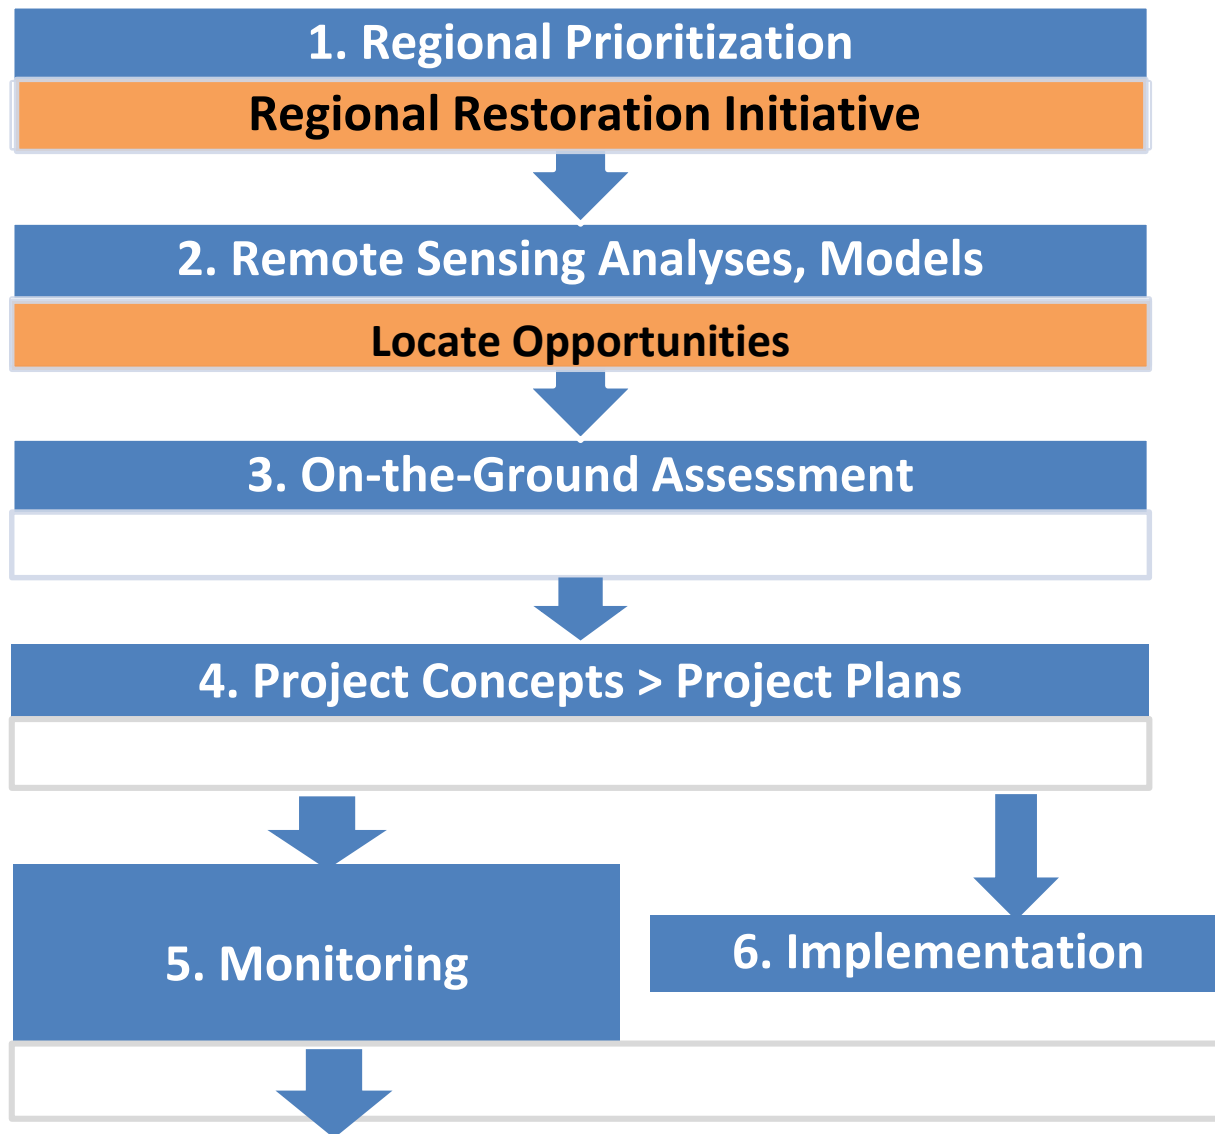 1. Regional Prioritization
Regional Restoration Initiative
2. Remote Sensing Analyses, Models
Locate Opportunities
3. On-the-Ground Assessment
4. Project Concepts > Project Plans
5. Monitoring
6. Implementation